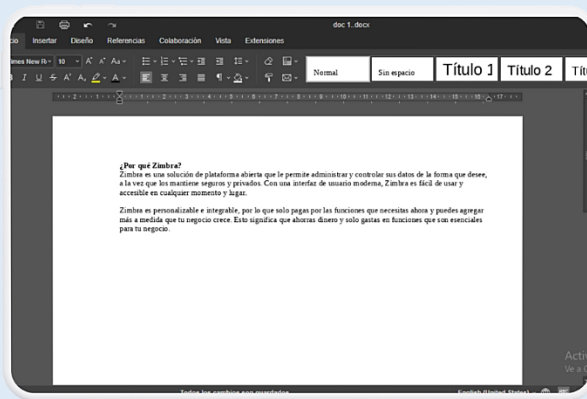 doc 1..docx
Insertar Diseño Referencias Colaboración Vista Extensiones
10
Normal Sin espacio Título 1 Título 2
¿Por qué Zimbra?
Zimbra es una solución de plataforma abierta que le permite administrar y controlar sus datos de la forma que desee,
a la vez que los mantiene seguros y privados. Con una interfaz de usuario moderna, Zimbra es fácil de usar y
accesible en cualquier momento y lugar.
Zimbra es personalizable e integrable, por lo que solo pagas por las funciones que necesitas ahora y puedes agregar
más a medida que tu negocio crece. Esto significa que ahorras dinero y solo gastas en funciones que son esenciales
para tu negocio.
Todos los cambios son guardados
English (United States)